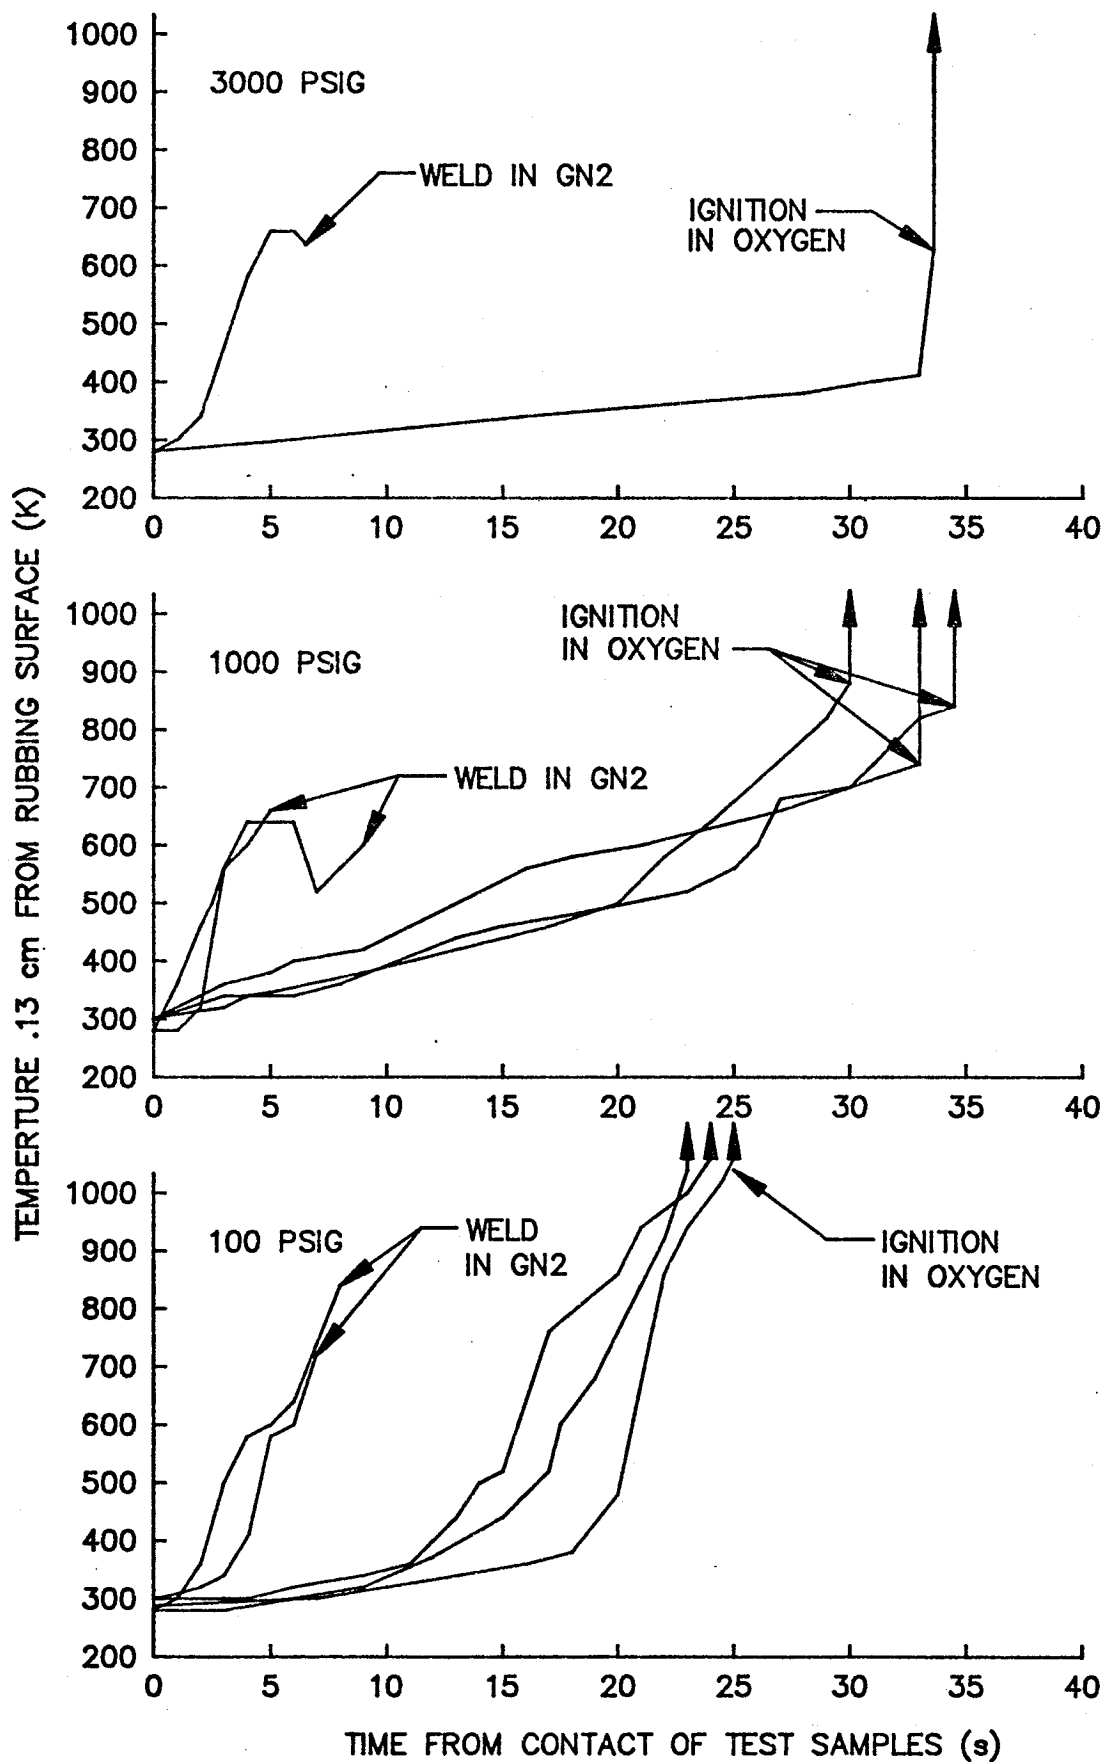 1000
900
800
700
600
500
400
300
200
3000 PSIG
WELD IN GN2
IGNITION
IN OXYGEN
0 5 10 15 20 25 30 35 40
1000
900
800
700
600
500
400
300
200
1000 PSIG
IGNITION
IN OXYGEN
WELD IN GN2
0 5 10 15 20 25 30 35 40
1000
900
800
700
600
500
400
300
200
100 PSIG
WELD
IN GN2
IGNITION
IN OXYGEN
0 5 10 15 20 25 30 35 40
TEMPERTURE .13 cm FROM RUBBING SURFACE (K)
TIME FROM CONTACT OF TEST SAMPLES (s)